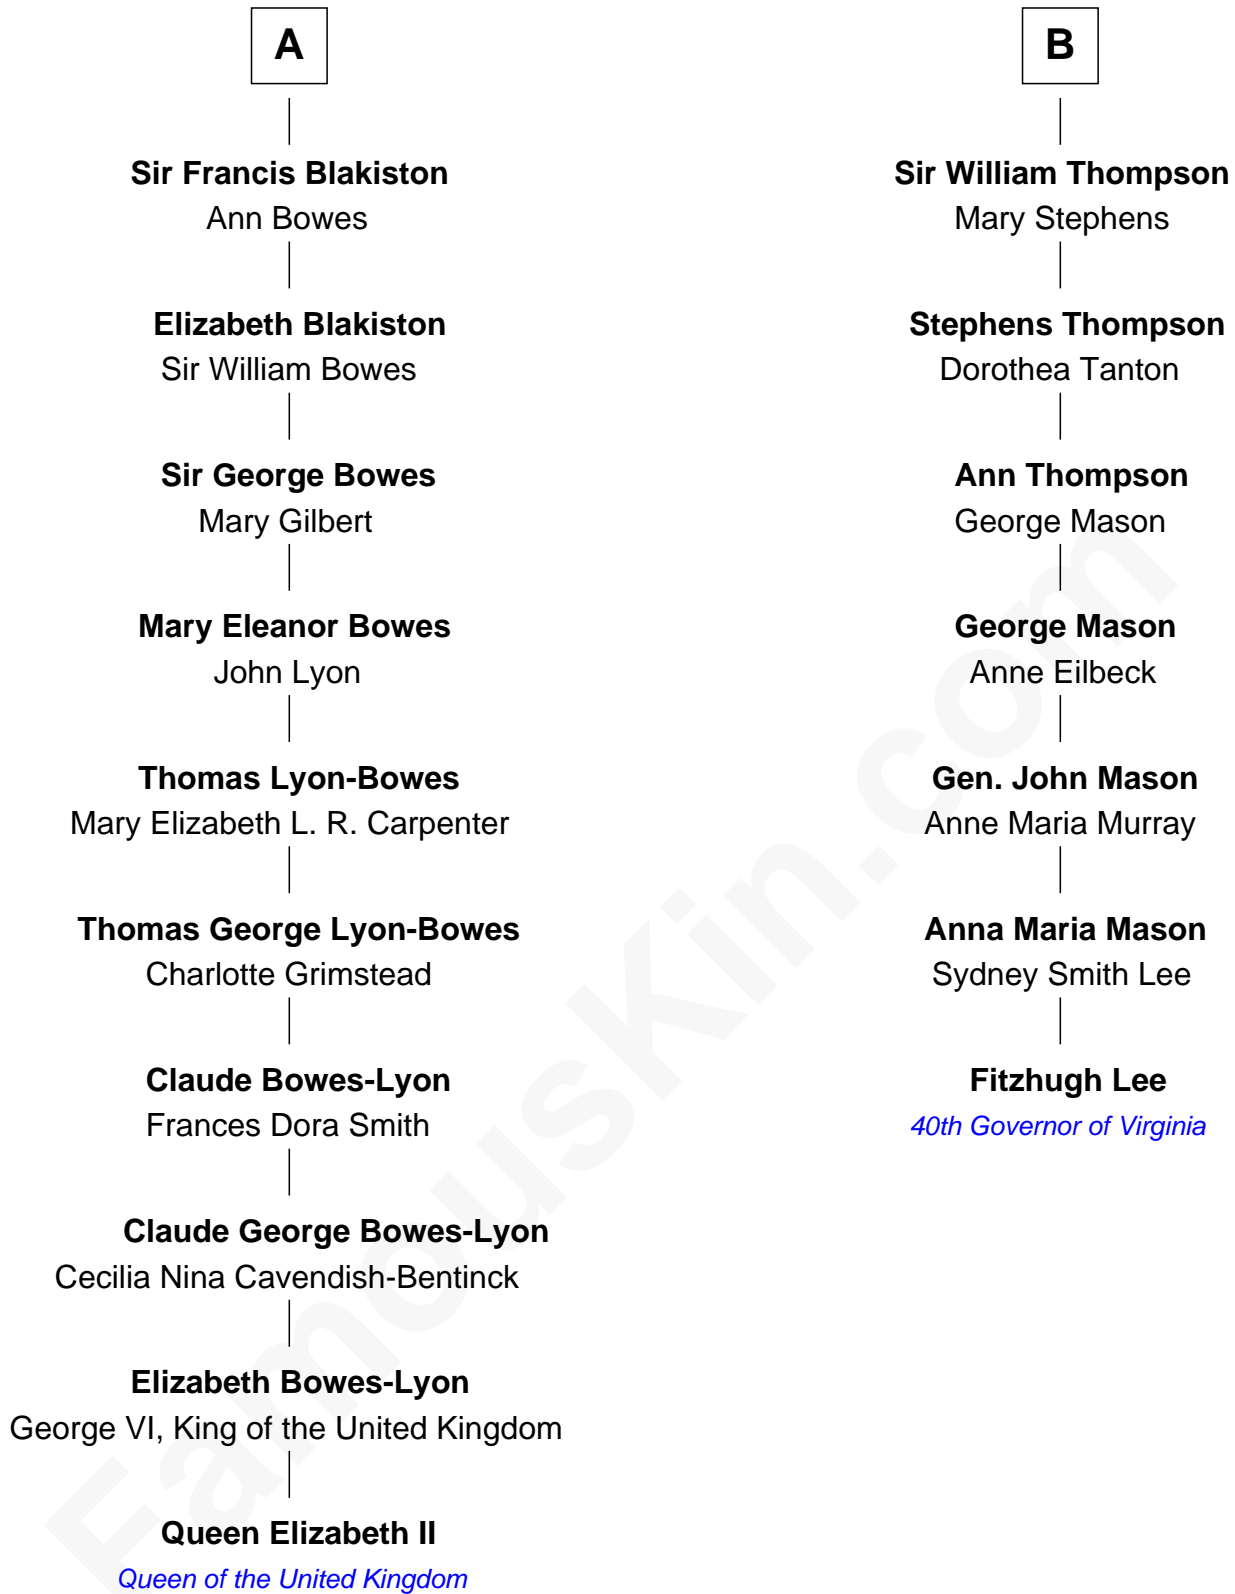 A
Sir Francis Blakiston
Ann Bowes
Elizabeth Blakiston
Sir William Bowes
Sir George Bowes
Mary Gilbert
Mary Eleanor Bowes
John Lyon
Thomas Lyon-Bowes
Mary Elizabeth L. R. Carpenter
Thomas George Lyon-Bowes
Charlotte Grimstead
Claude Bowes-Lyon
Frances Dora Smith
Claude George Bowes-Lyon
Cecilia Nina Cavendish-Bentinck
Elizabeth Bowes-Lyon
George VI, King of the United Kingdom
Queen Elizabeth II
Queen of the United Kingdom
B
Sir William Thompson
Mary Stephens
Stephens Thompson
Dorothea Tanton
Ann Thompson
George Mason
George Mason
Anne Eilbeck
Gen. John Mason
Anne Maria Murray
Anna Maria Mason
Sydney Smith Lee
Fitzhugh Lee
40th Governor of Virginia
FamousKin.com